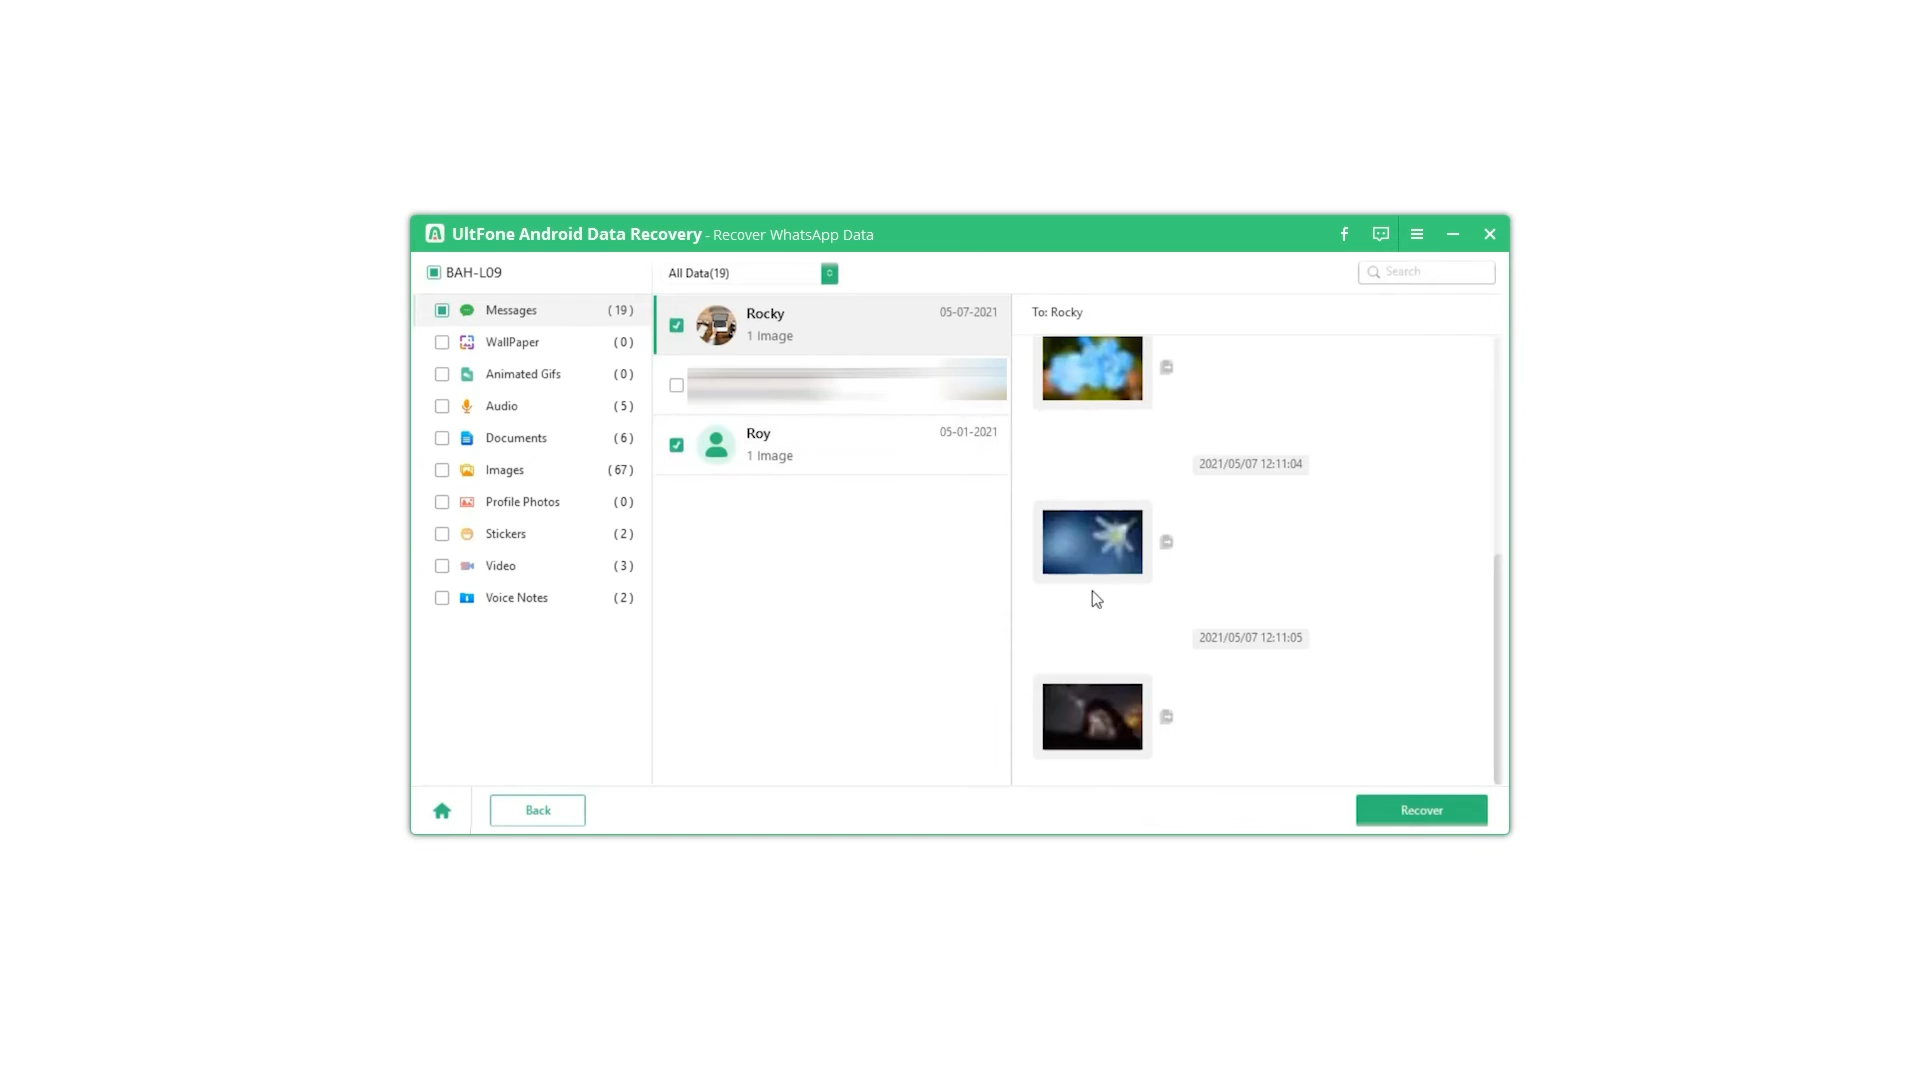 UltFone Android Data Recovery - Recover WhatsApp Data
BAH-L09
All Data(19)
Search
Messages (19)
WallPaper (0)
Animated Gifs (0)
Audio (5)
Documents (6)
Images (67)
Profile Photos (0)
Stickers (2)
Video (3)
Voice Notes (2)
Rocky 05-07-2021
1 Image
Roy 05-01-2021
1 Image
To: Rocky
2021/05/07 12:11:04
2021/05/07 12:11:05
Back
Recover